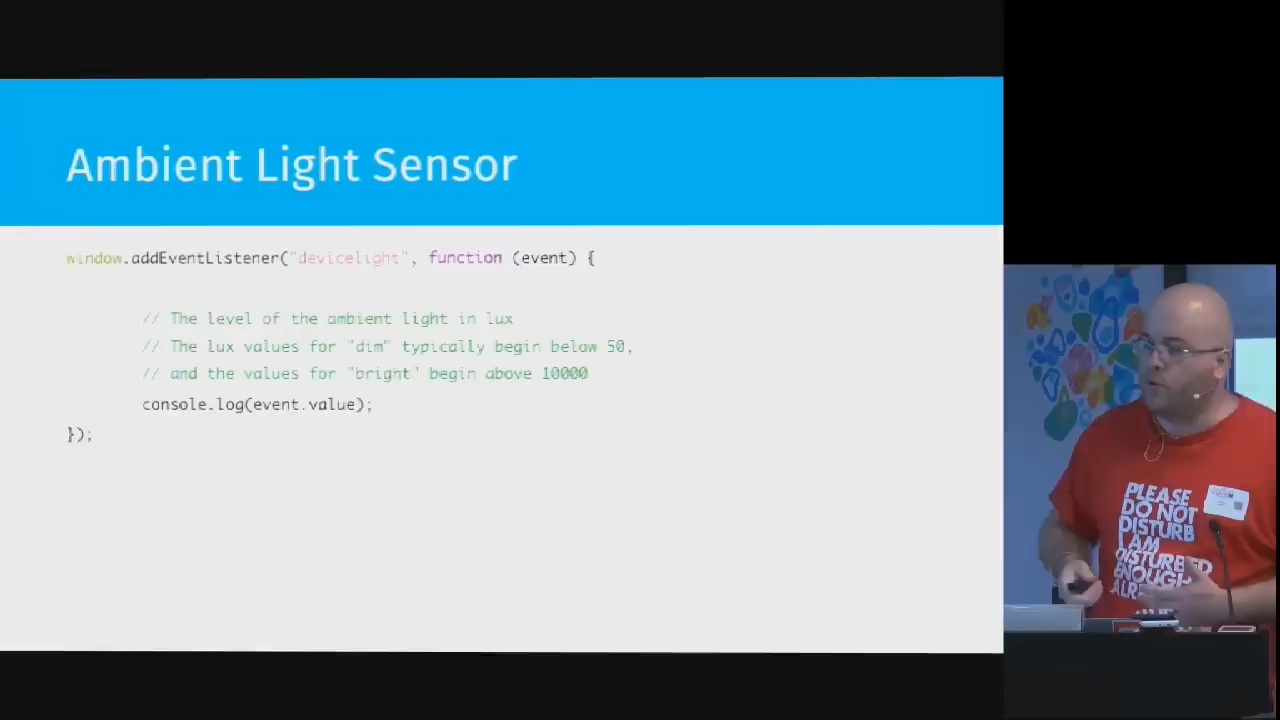 Ambient Light Sensor
window.addEventListener("devicelight", function (event) {
// The level of the ambient light in lux
// The lux values for "dim" typically begin below 50,
// and the values for "bright" begin above 10000
console.log(event.value);
});
PLEASE
DO NOT
DISTURB
I AM
DISTURBED
ENOUGH